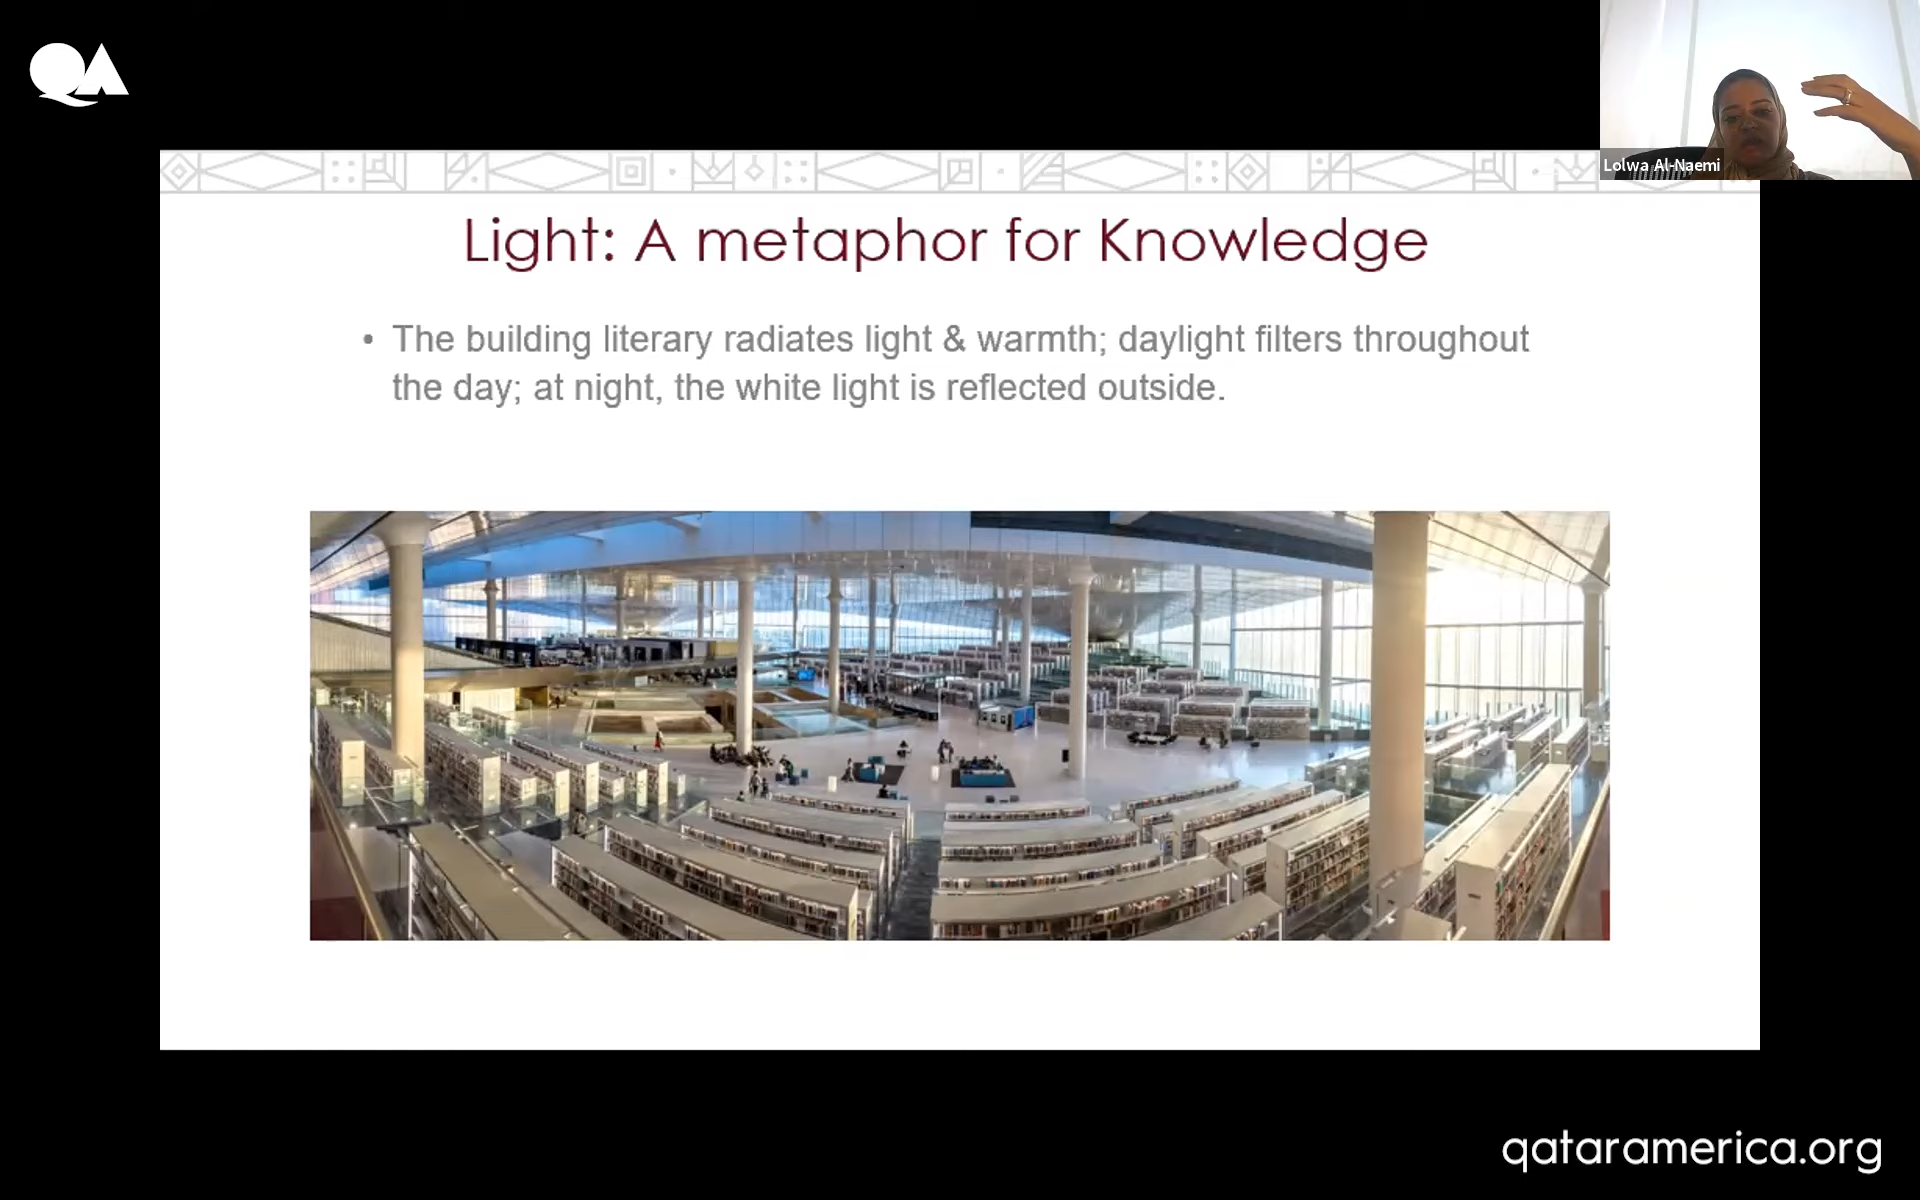 QA
Lolwa Al-Naemi
Light: A metaphor for Knowledge
• The building literary radiates light & warmth; daylight filters throughout
the day; at night, the white light is reflected outside.
qataramerica.org